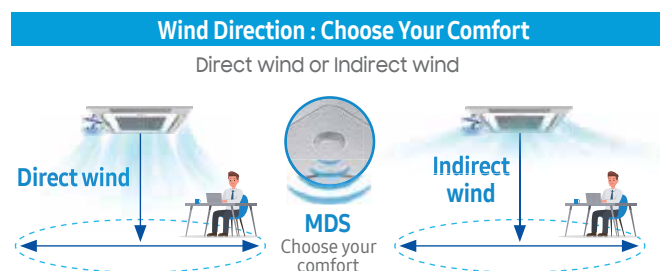 Wind Direction : Choose Your Comfort
Direct wind or Indirect wind
Direct wind
Indirect
wind
MDS
Choose your
comfort